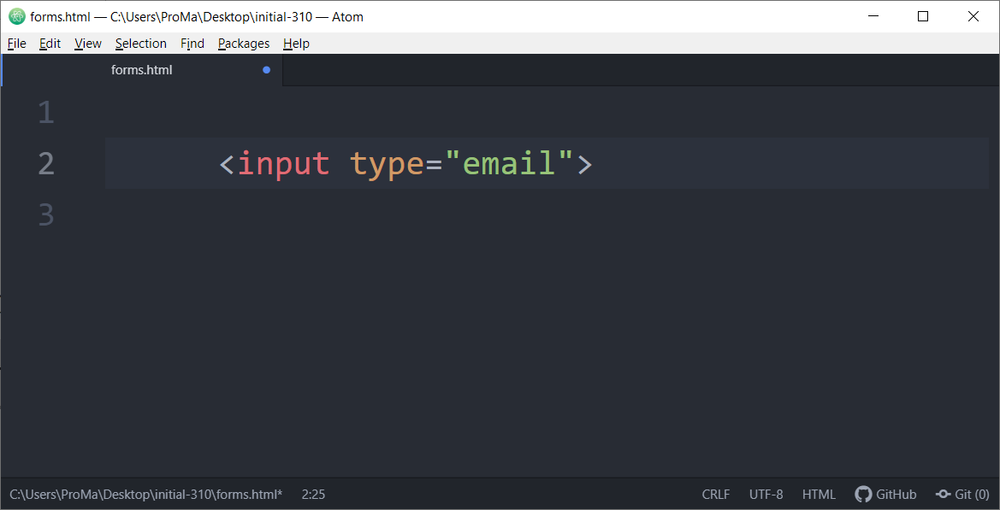 forms.html — C:\Users\ProMa\Desktop\initial-310 — Atom
File Edit View Selection Find Packages Help
forms.html
1
2 <input type="email">
3
C:\Users\ProMa\Desktop\initial-310\forms.html* 2:25 CRLF UTF-8 HTML GitHub Git (0)